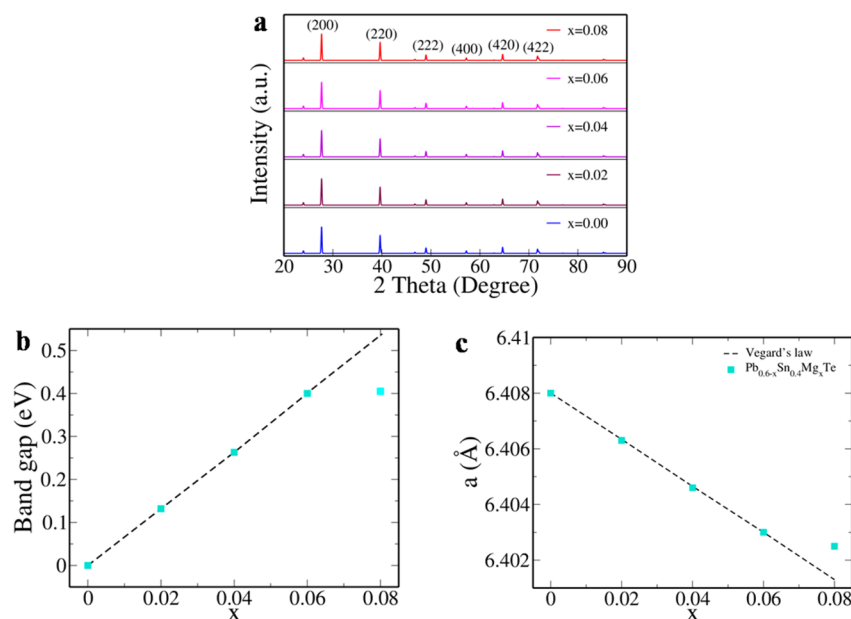 a
(200)
(220)
(222)
(400)
(420)
(422)
x=0.08
x=0.06
x=0.04
x=0.02
x=0.00
Intensity (a.u.)
20 30 40 50 60 70 80 90
2 Theta (Degree)
b
0.5
0.4
0.3
0.2
0.1
0
Band gap (eV)
0 0.02 0.04 0.06 0.08
x
c
6.41
6.408
6.406
6.404
6.402
a (Å)
Vegard's law
Pb0.6-xSn0.4MgxTe
0 0.02 0.04 0.06 0.08
x